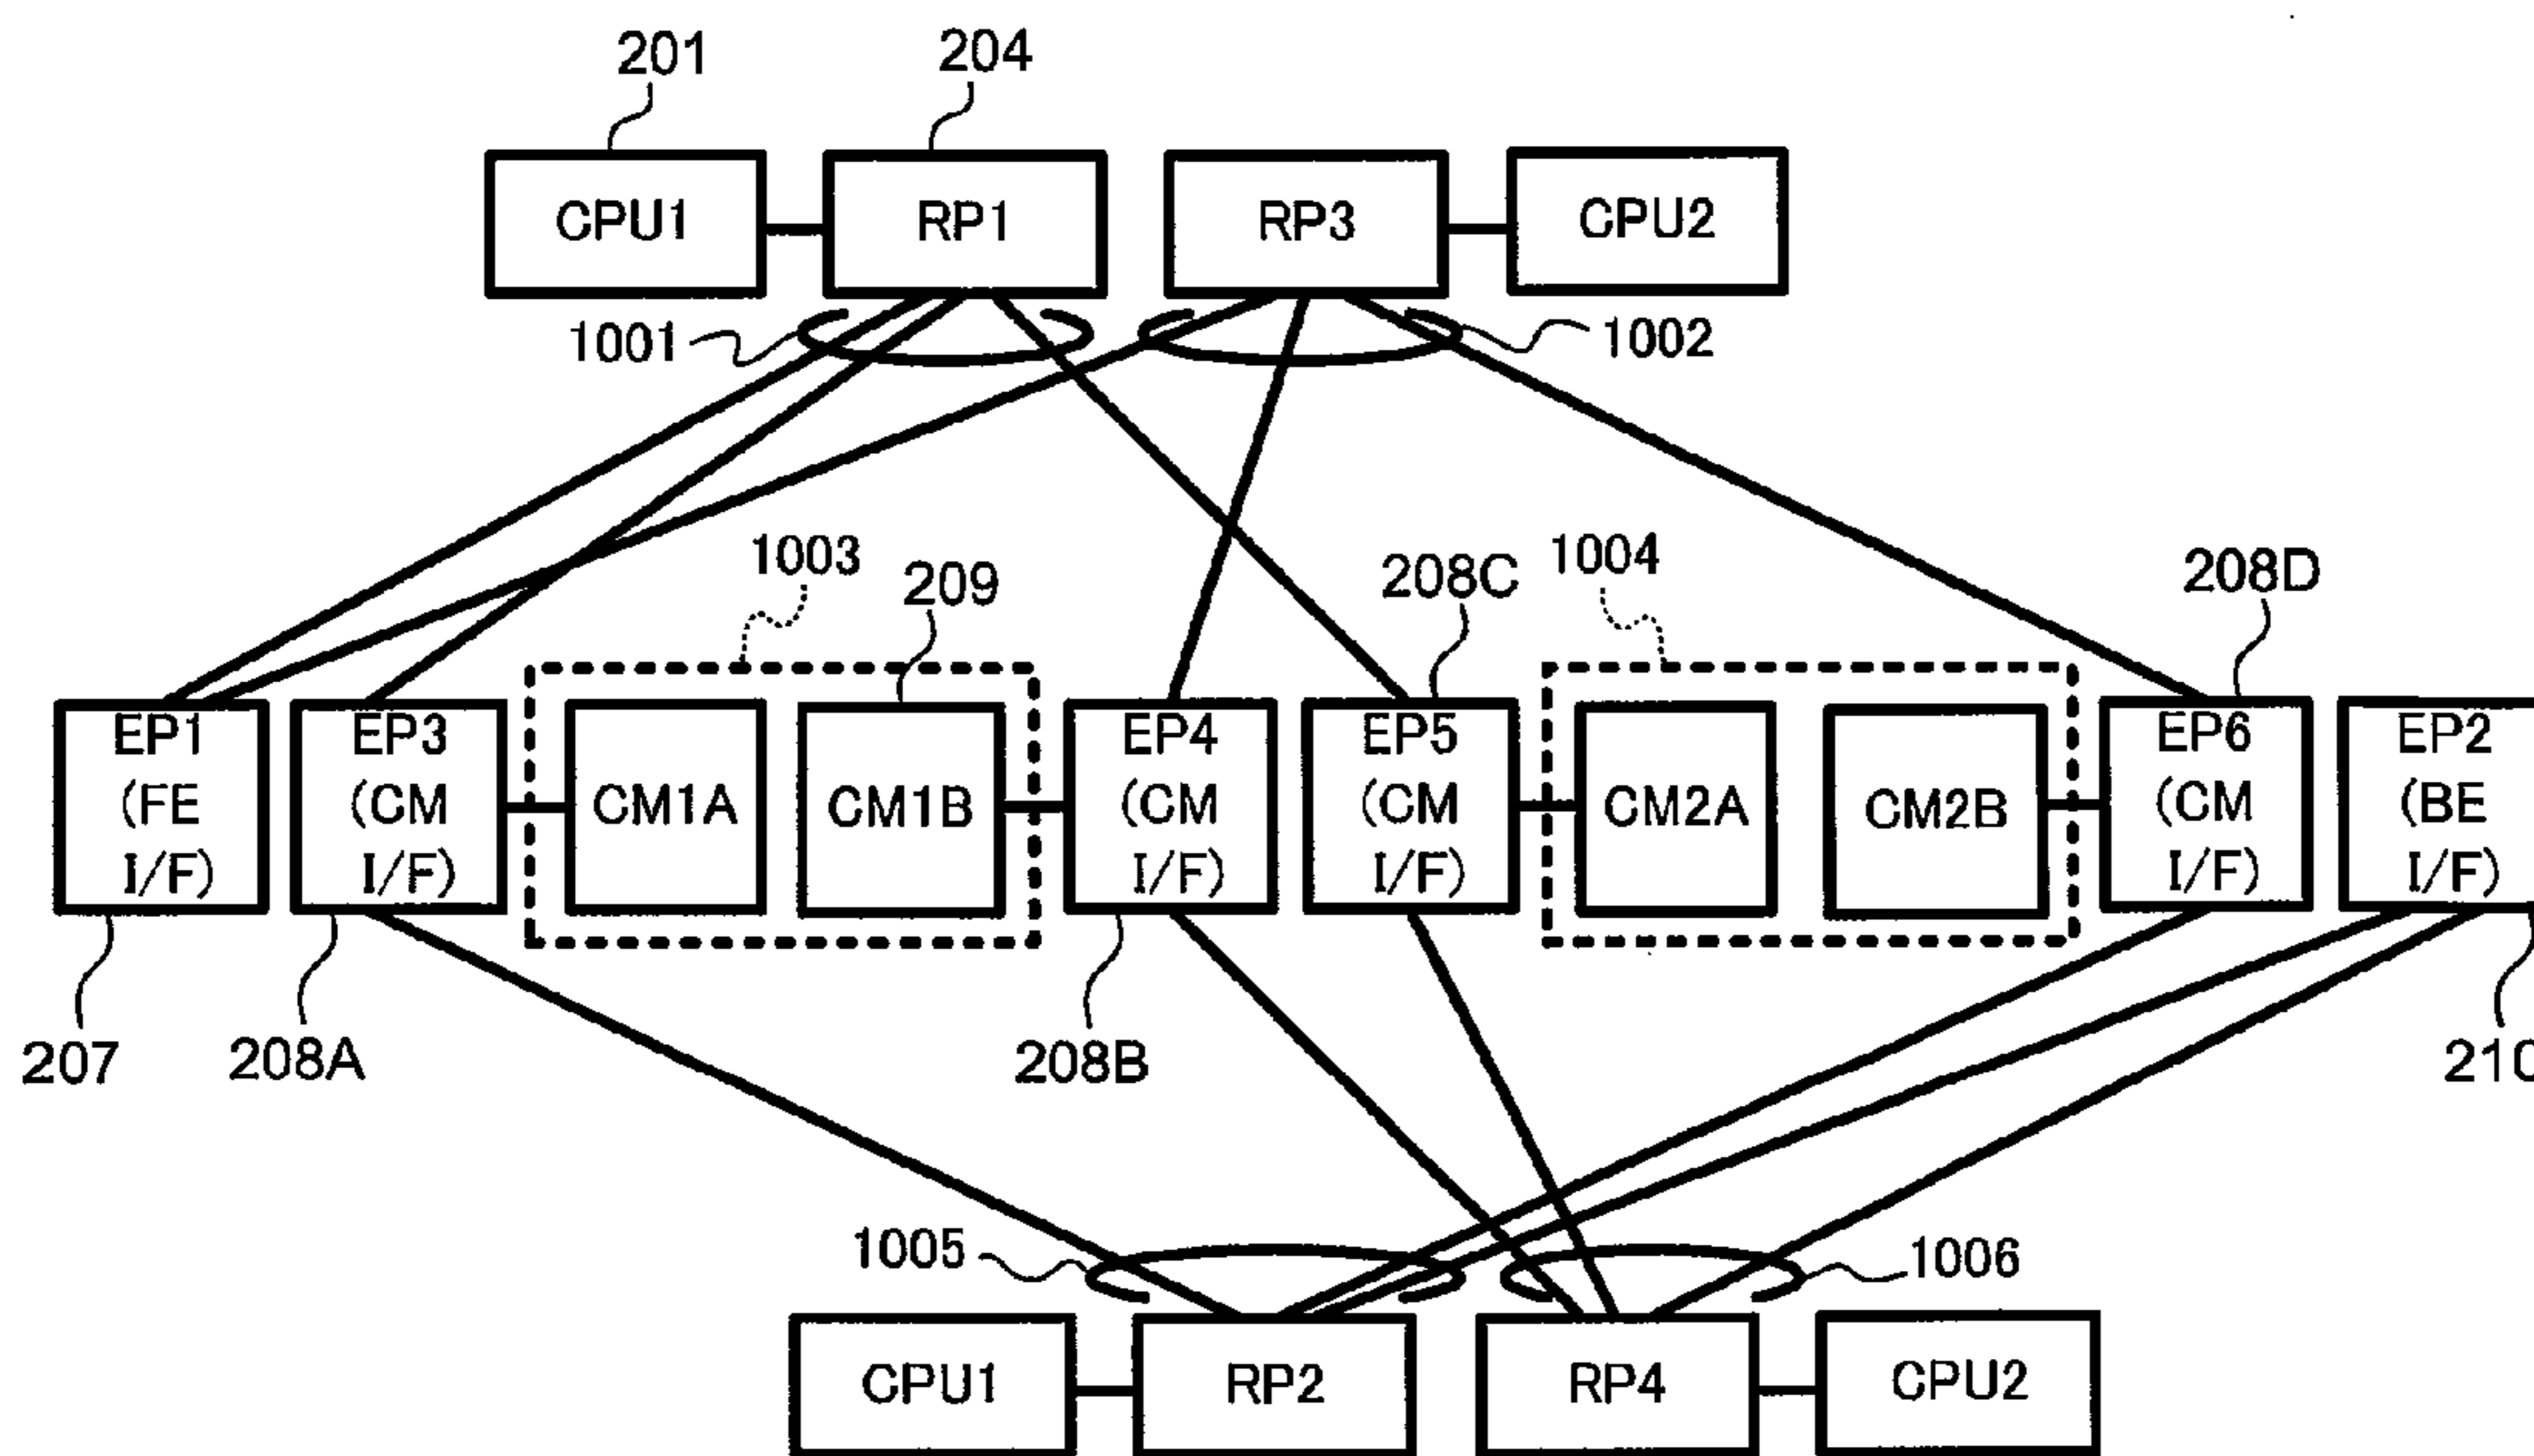 201
204
CPU1
RP1
RP3
CPU2
1001
1002
1003
209
208C
1004
208D
EP1
(FE
I/F)
EP3
(CM
I/F)
CM1A
CM1B
EP4
(CM
I/F)
EP5
(CM
I/F)
CM2A
CM2B
EP6
(CM
I/F)
EP2
(BE
I/F)
207
208A
208B
210
1005
1006
CPU1
RP2
RP4
CPU2